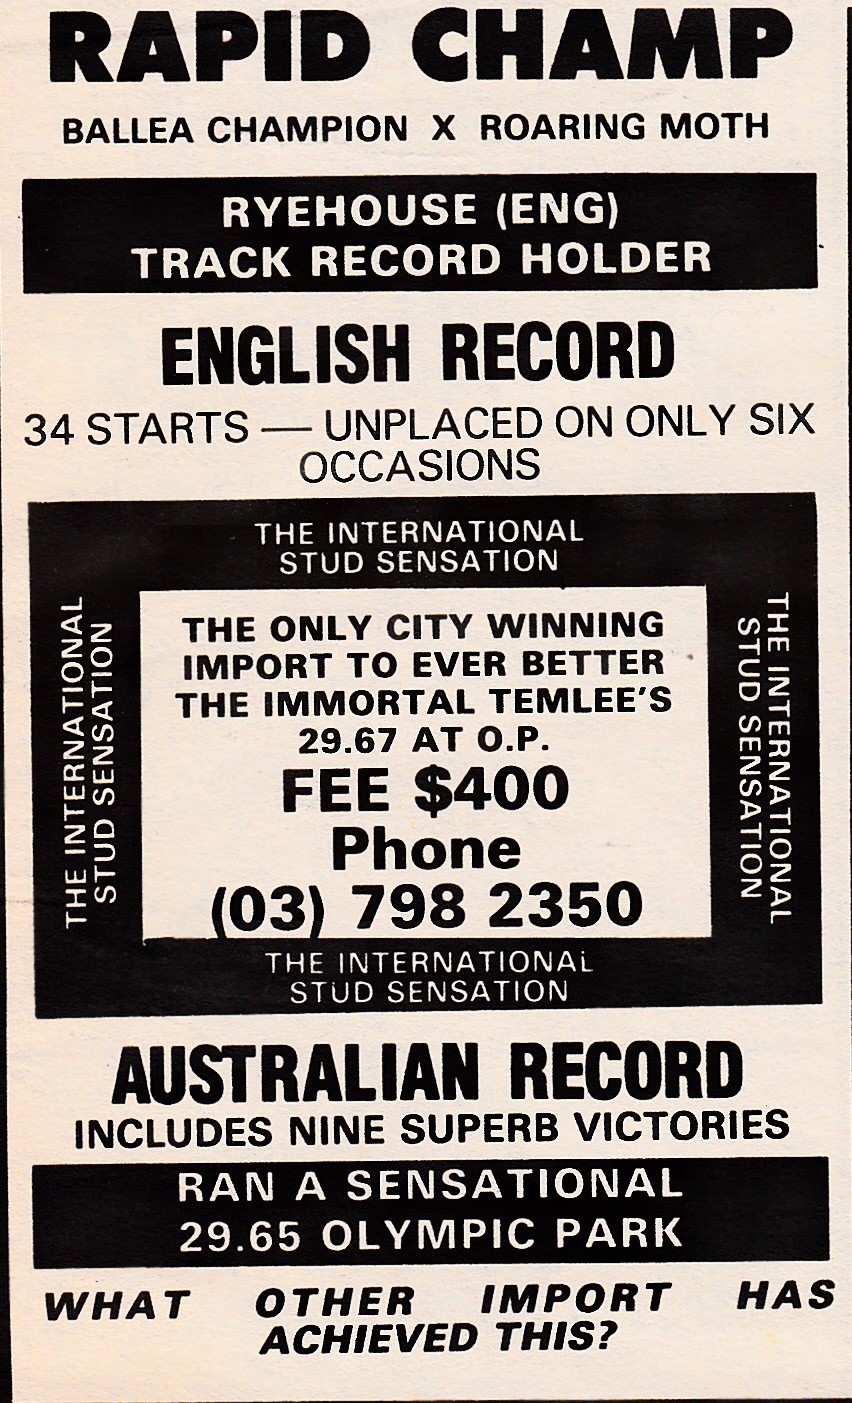 RAPID CHAMP
BALLEA CHAMPION X ROARING MOTH
RYEHOUSE (ENG)
TRACK RECORD HOLDER
ENGLISH RECORD
34 STARTS — UNPLACED ON ONLY SIX
OCCASIONS
THE INTERNATIONAL
STUD SENSATION
THE INTERNATIONAL
STUD SENSATION
THE ONLY CITY WINNING
IMPORT TO EVER BETTER
THE IMMORTAL TEMLEE'S
29.67 AT O.P.
FEE $400
Phone
(03) 798 2350
THE INTERNATIONAL
STUD SENSATION
THE INTERNATIONAL
STUD SENSATION
AUSTRALIAN RECORD
INCLUDES NINE SUPERB VICTORIES
RAN A SENSATIONAL
29.65 OLYMPIC PARK
WHAT OTHER IMPORT HAS
ACHIEVED THIS?